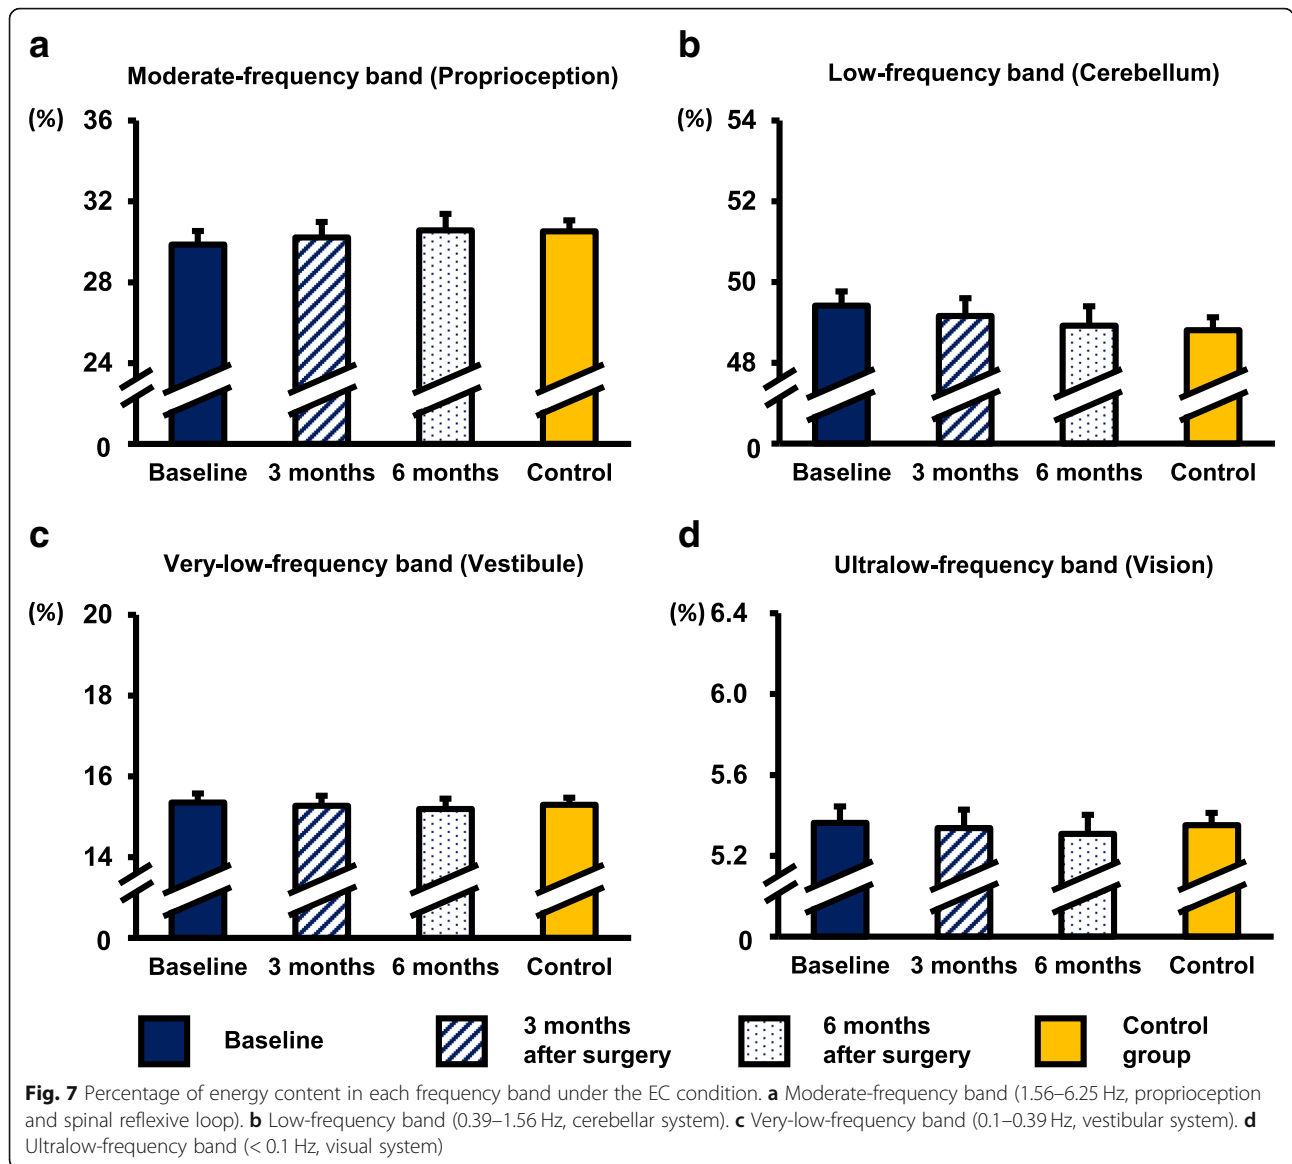 a
Moderate-frequency band (Proprioception)
(%)
36
32
28
24
0
Baseline 3 months 6 months Control
b
Low-frequency band (Cerebellum)
(%)
54
52
50
48
0
Baseline 3 months 6 months Control
c
Very-low-frequency band (Vestibule)
(%)
20
18
16
14
0
Baseline 3 months 6 months Control
d
Ultralow-frequency band (Vision)
(%)
6.4
6.0
5.6
5.2
0
Baseline 3 months 6 months Control
Baseline
3 months
after surgery
6 months
after surgery
Control
group
Fig. 7 Percentage of energy content in each frequency band under the EC condition. a Moderate-frequency band (1.56–6.25 Hz, proprioception
and spinal reflexive loop). b Low-frequency band (0.39–1.56 Hz, cerebellar system). c Very-low-frequency band (0.1–0.39 Hz, vestibular system). d
Ultralow-frequency band (< 0.1 Hz, visual system)